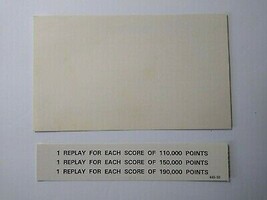 1 REPLAY FOR EACH SCORE OF 110,000 POINTS
1 REPLAY FOR EACH SCORE OF 150,000 POINTS
1 REPLAY FOR EACH SCORE OF 190,000 POINTS